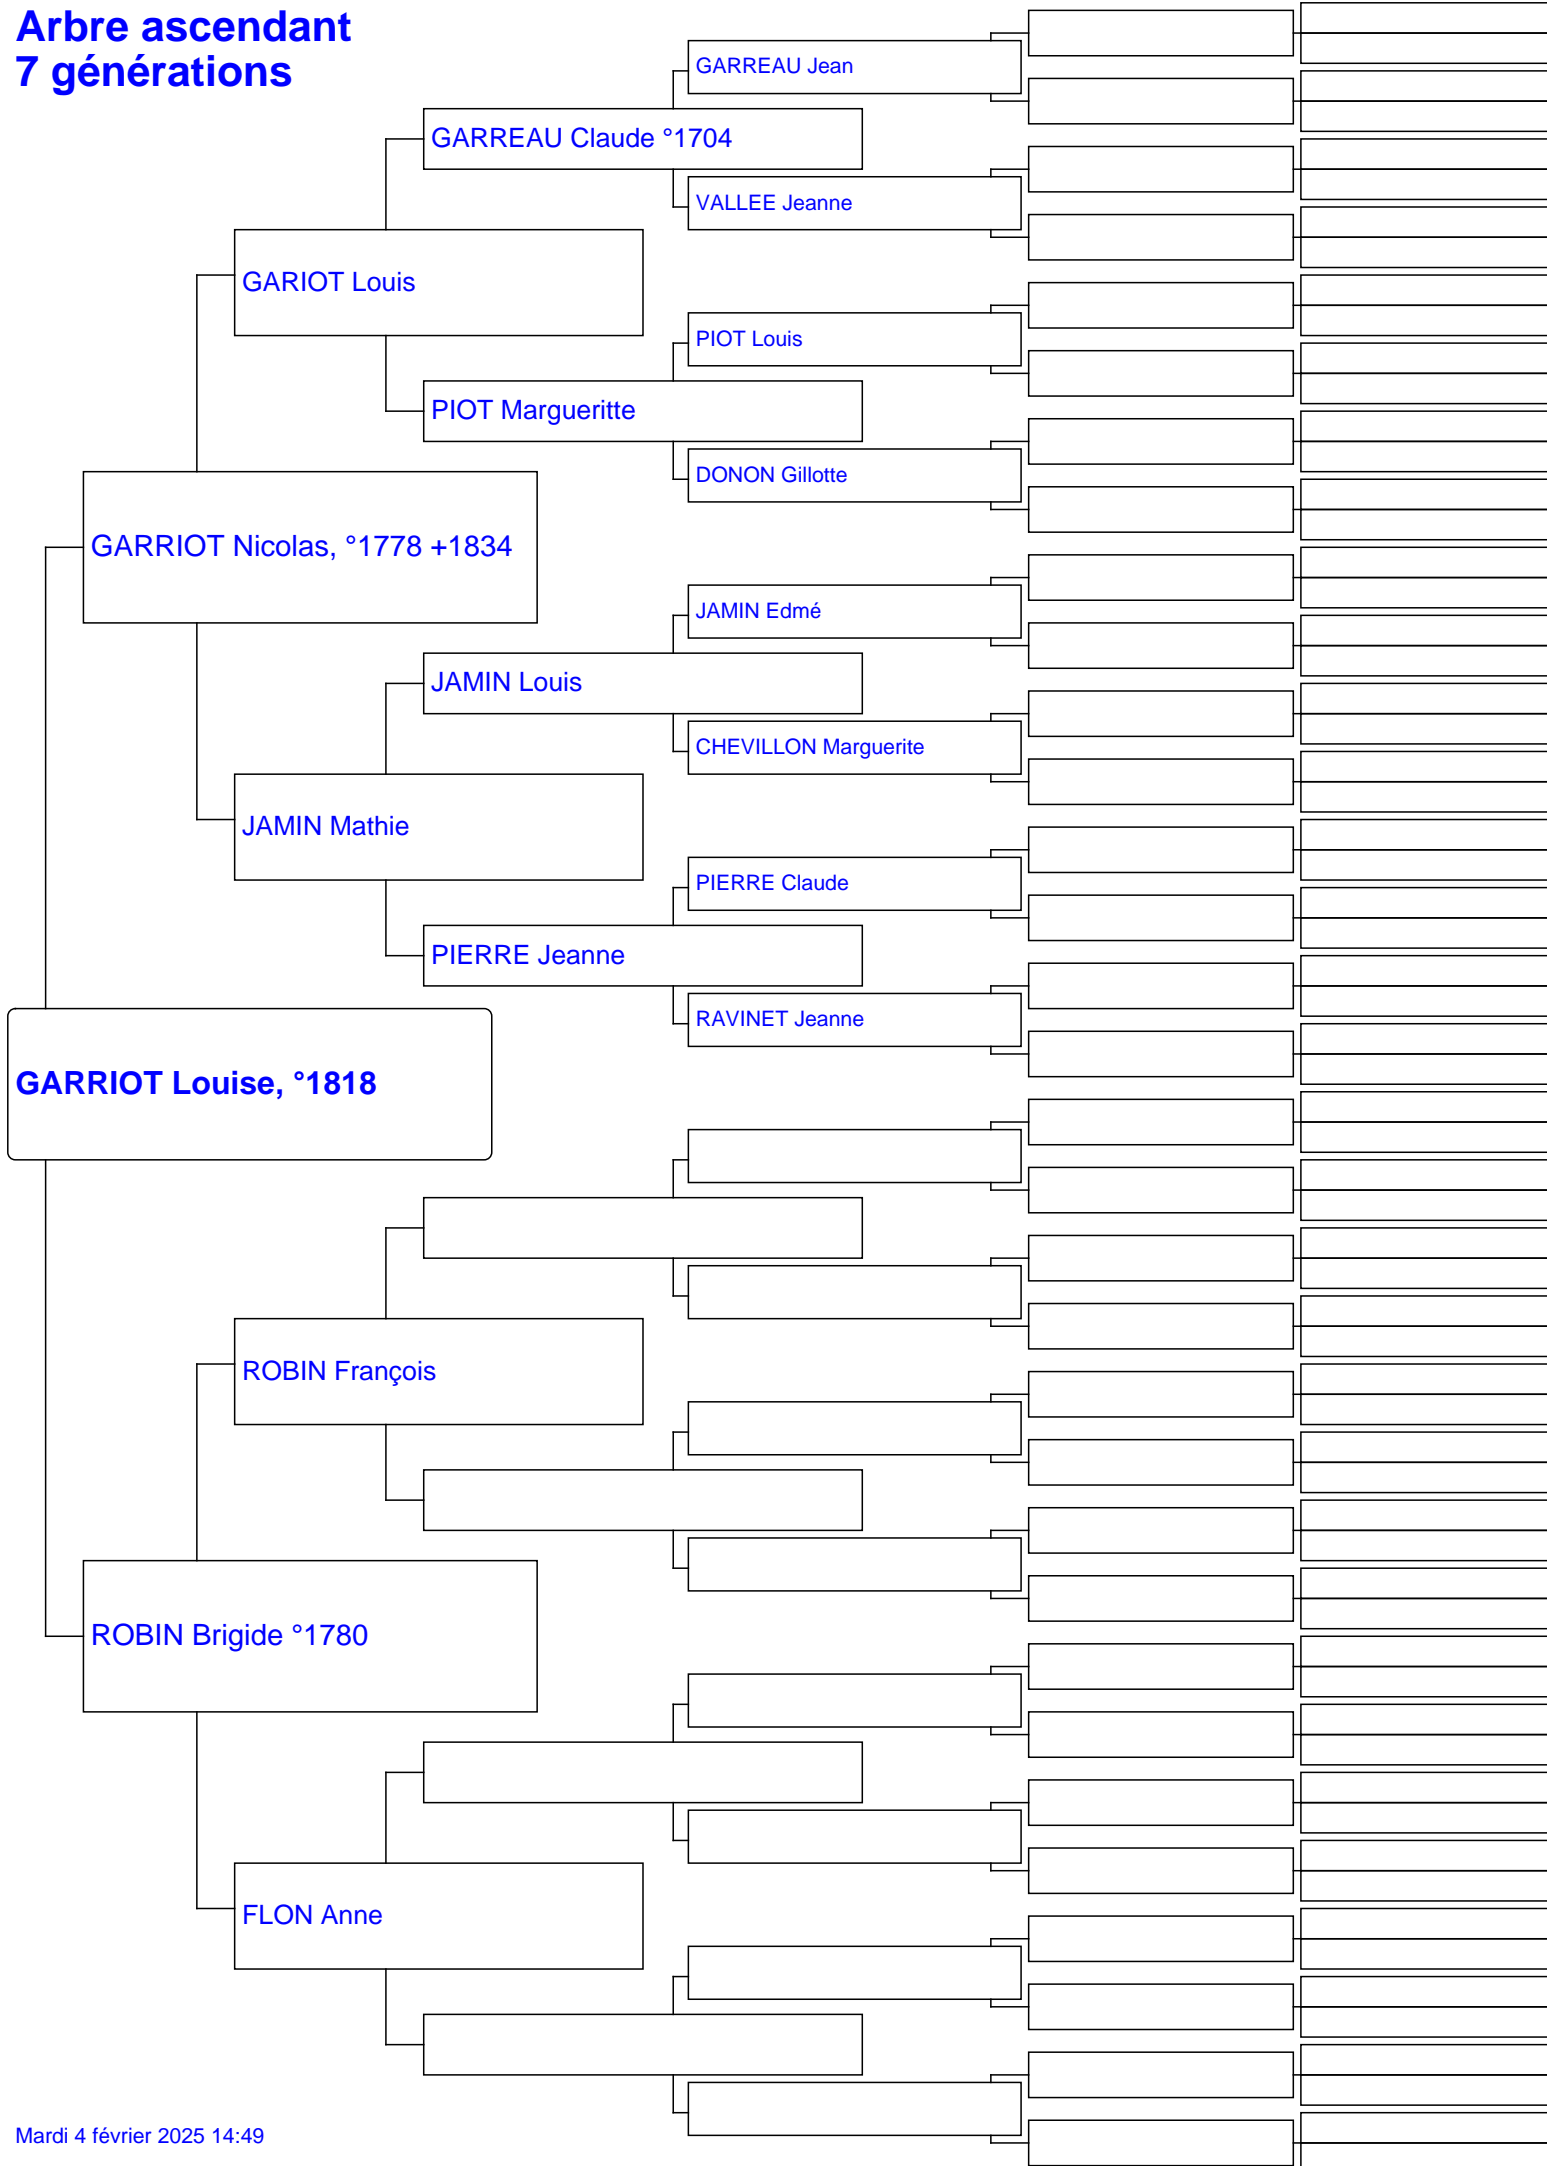 Arbre ascendant
7 générations
GARREAU Jean
GARREAU Claude °1704
VALLEE Jeanne
GARIOT Louis
PIOT Louis
PIOT Margueritte
DONON Gillotte
GARRIOT Nicolas, °1778 +1834
JAMIN Edmé
JAMIN Louis
CHEVILLON Marguerite
JAMIN Mathie
PIERRE Claude
PIERRE Jeanne
RAVINET Jeanne
GARRIOT Louise, °1818
ROBIN François
ROBIN Brigide °1780
FLON Anne
Mardi 4 février 2025 14:49